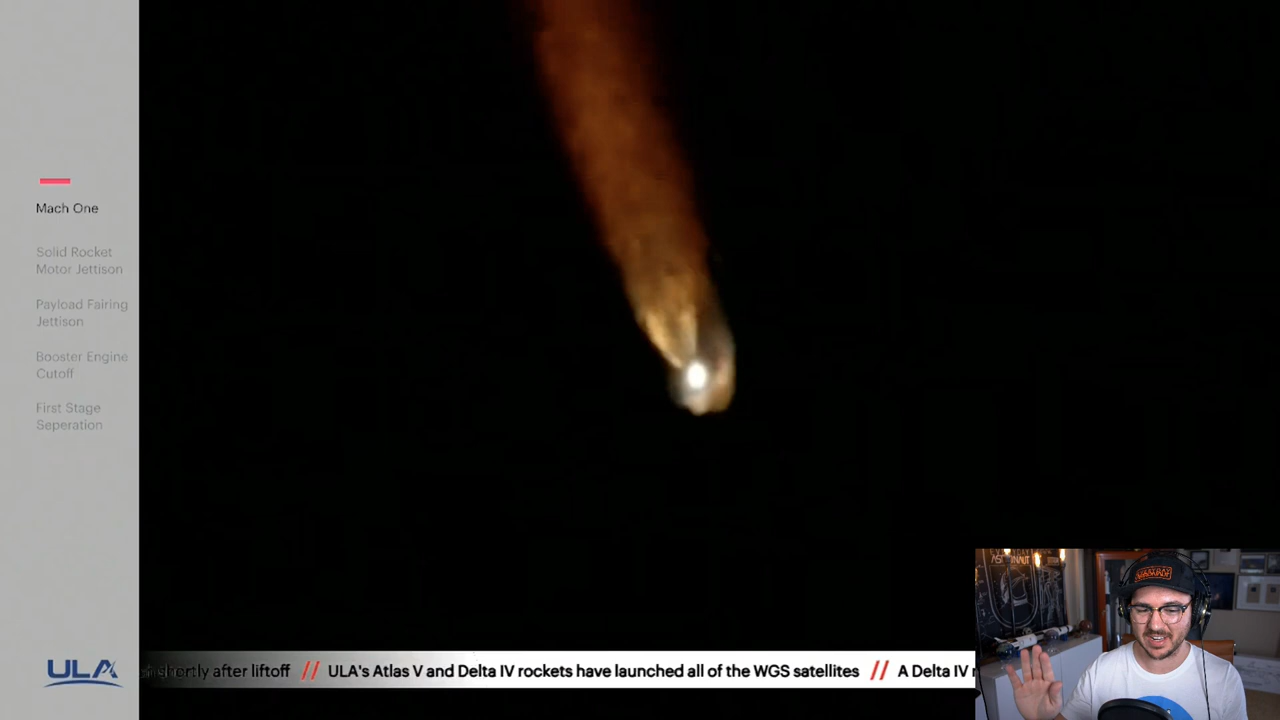 Mach One
Solid Rocket
Motor Jettison
Payload Fairing
Jettison
Booster Engine
Cutoff
First Stage
Seperation
ULA
shortly after liftoff // ULA's Atlas V and Delta IV rockets have launched all of the WGS satellites // A Delta IV